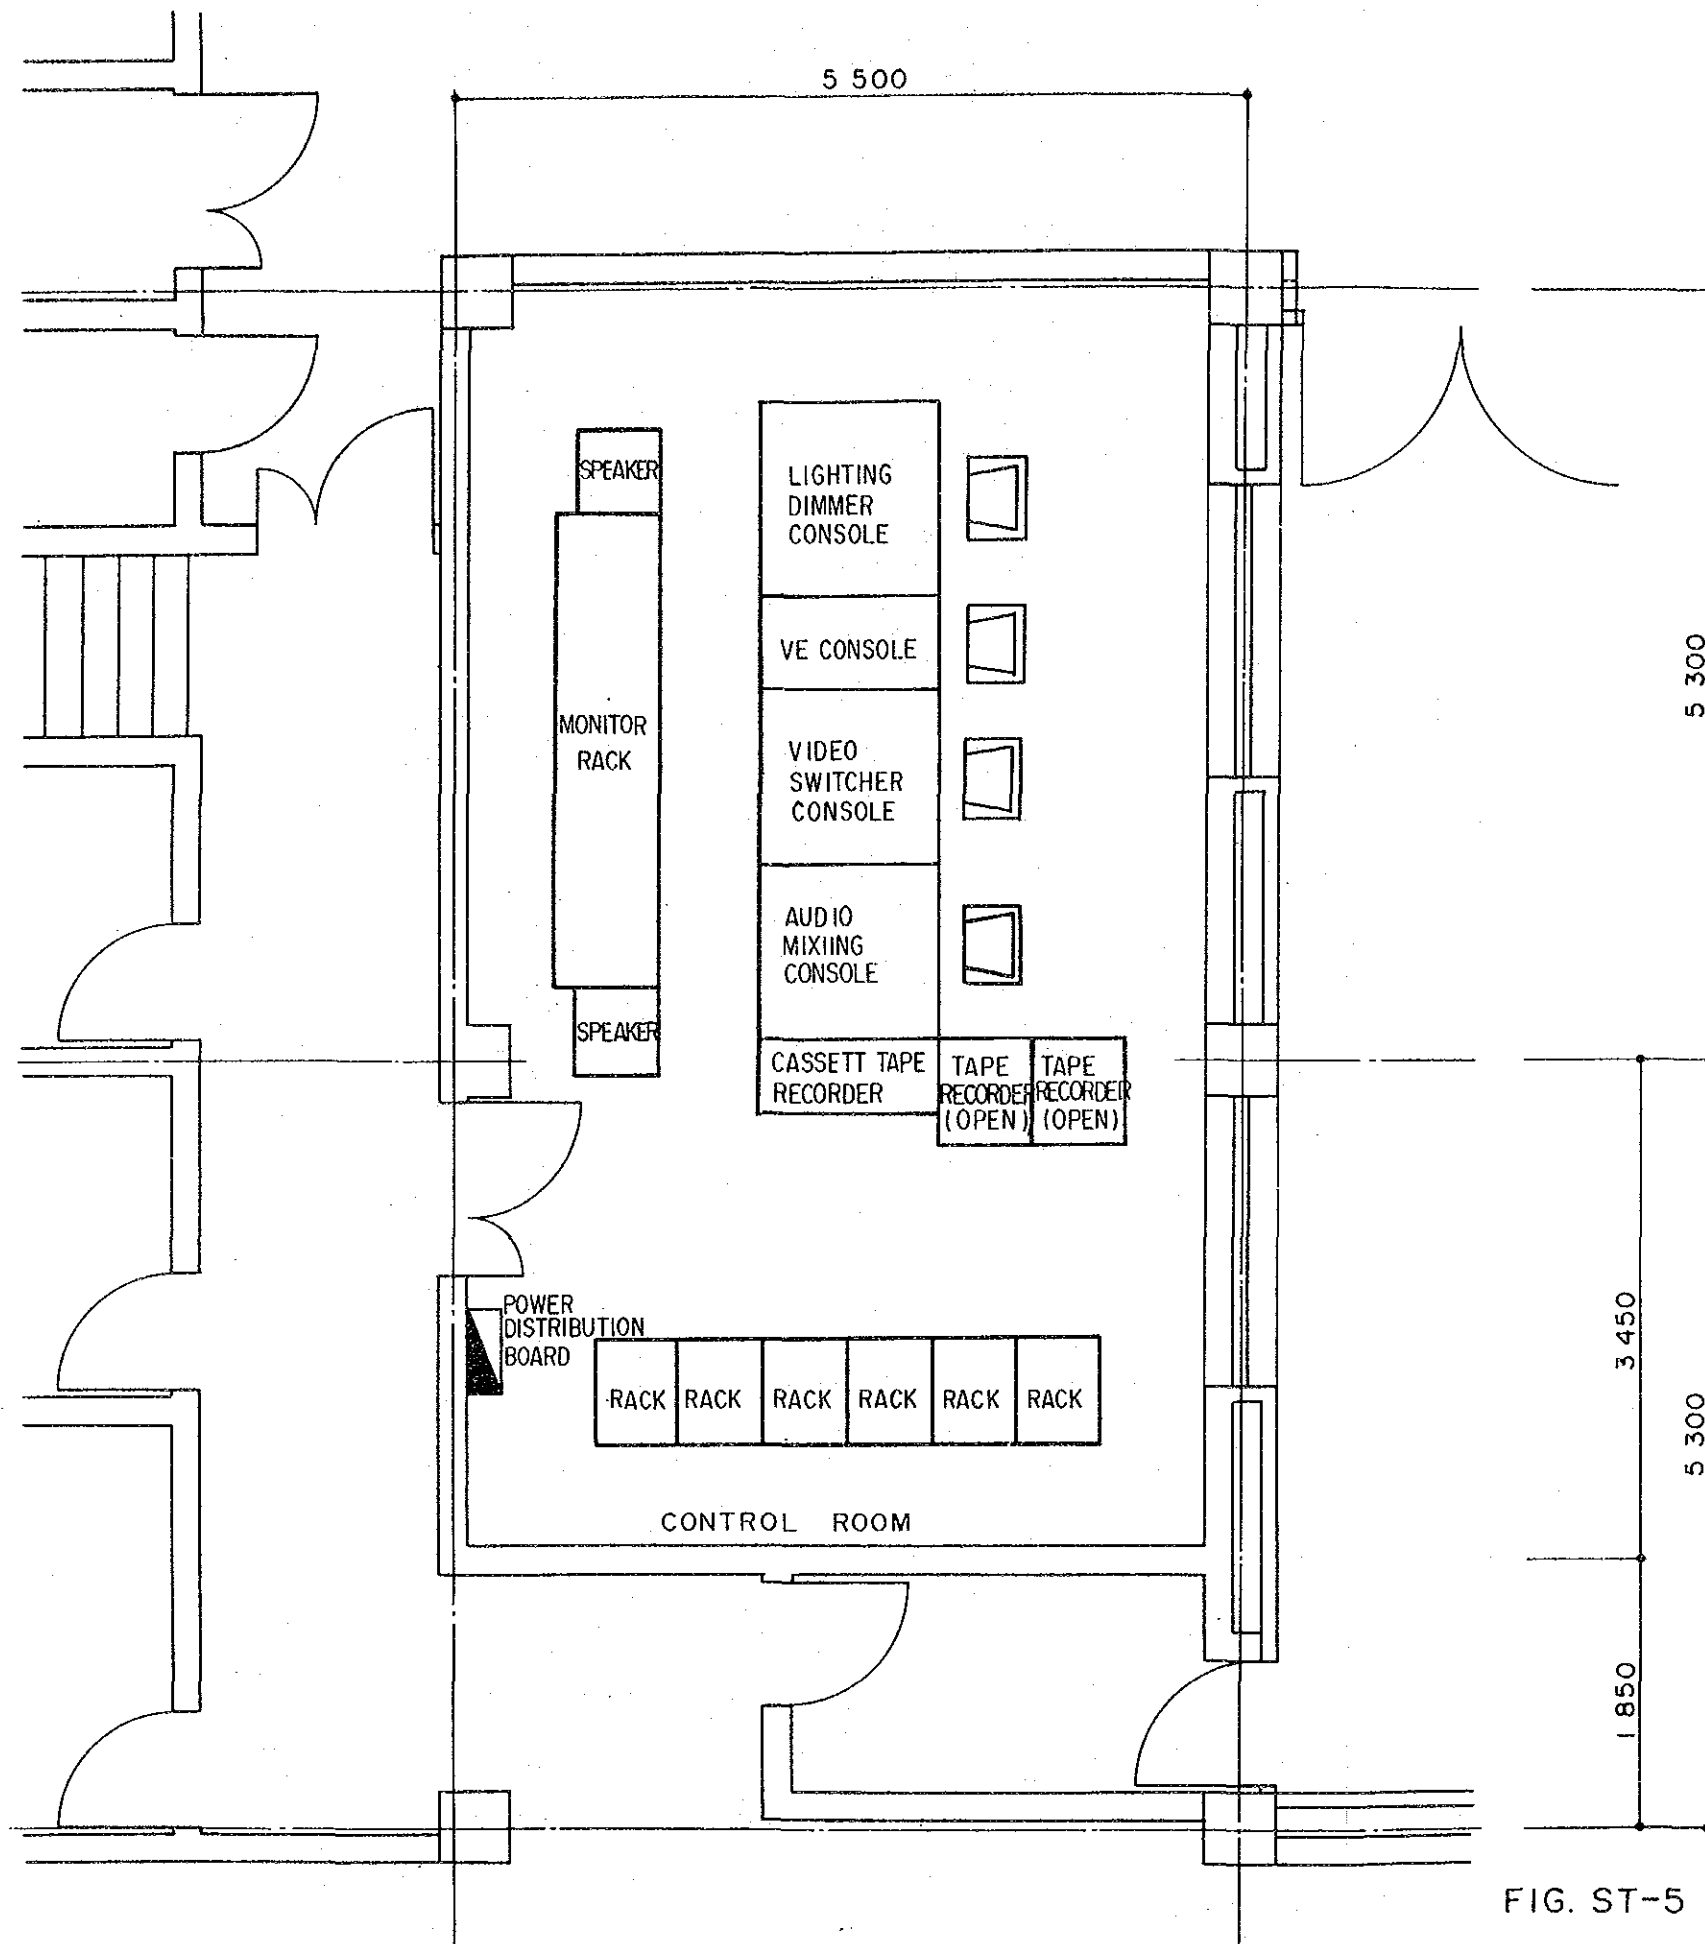 5 500
SPEAKER
LIGHTING
DIMMER
CONSOLE
VE CONSOLE
MONITOR
RACK
VIDEO
SWITCHER
CONSOLE
AUDIO
MIXIING
CONSOLE
SPEAKER
CASSETT TAPE
RECORDER
TAPE
RECORDER
(OPEN)
TAPE
RECORDER
(OPEN)
POWER
DISTRIBUTION
BOARD
RACK
RACK
RACK
RACK
RACK
RACK
CONTROL ROOM
5 300
3 450
5 300
1 850
FIG. ST-5